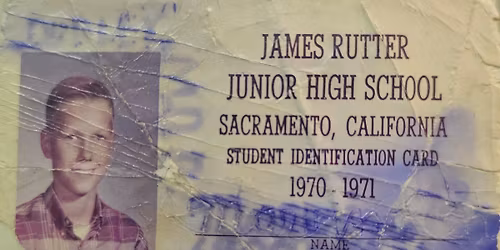 JAMES RUTTER
JUNIOR HIGH SCHOOL
SACRAMENTO, CALIFORNIA
STUDENT IDENTIFICATION CARD
1970 - 1971
NAME